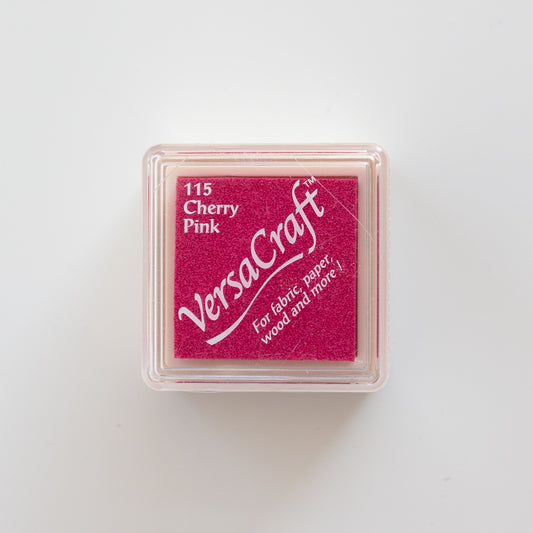 115
Cherry
Pink
VersaCraft™
For fabric, paper,
wood and more!